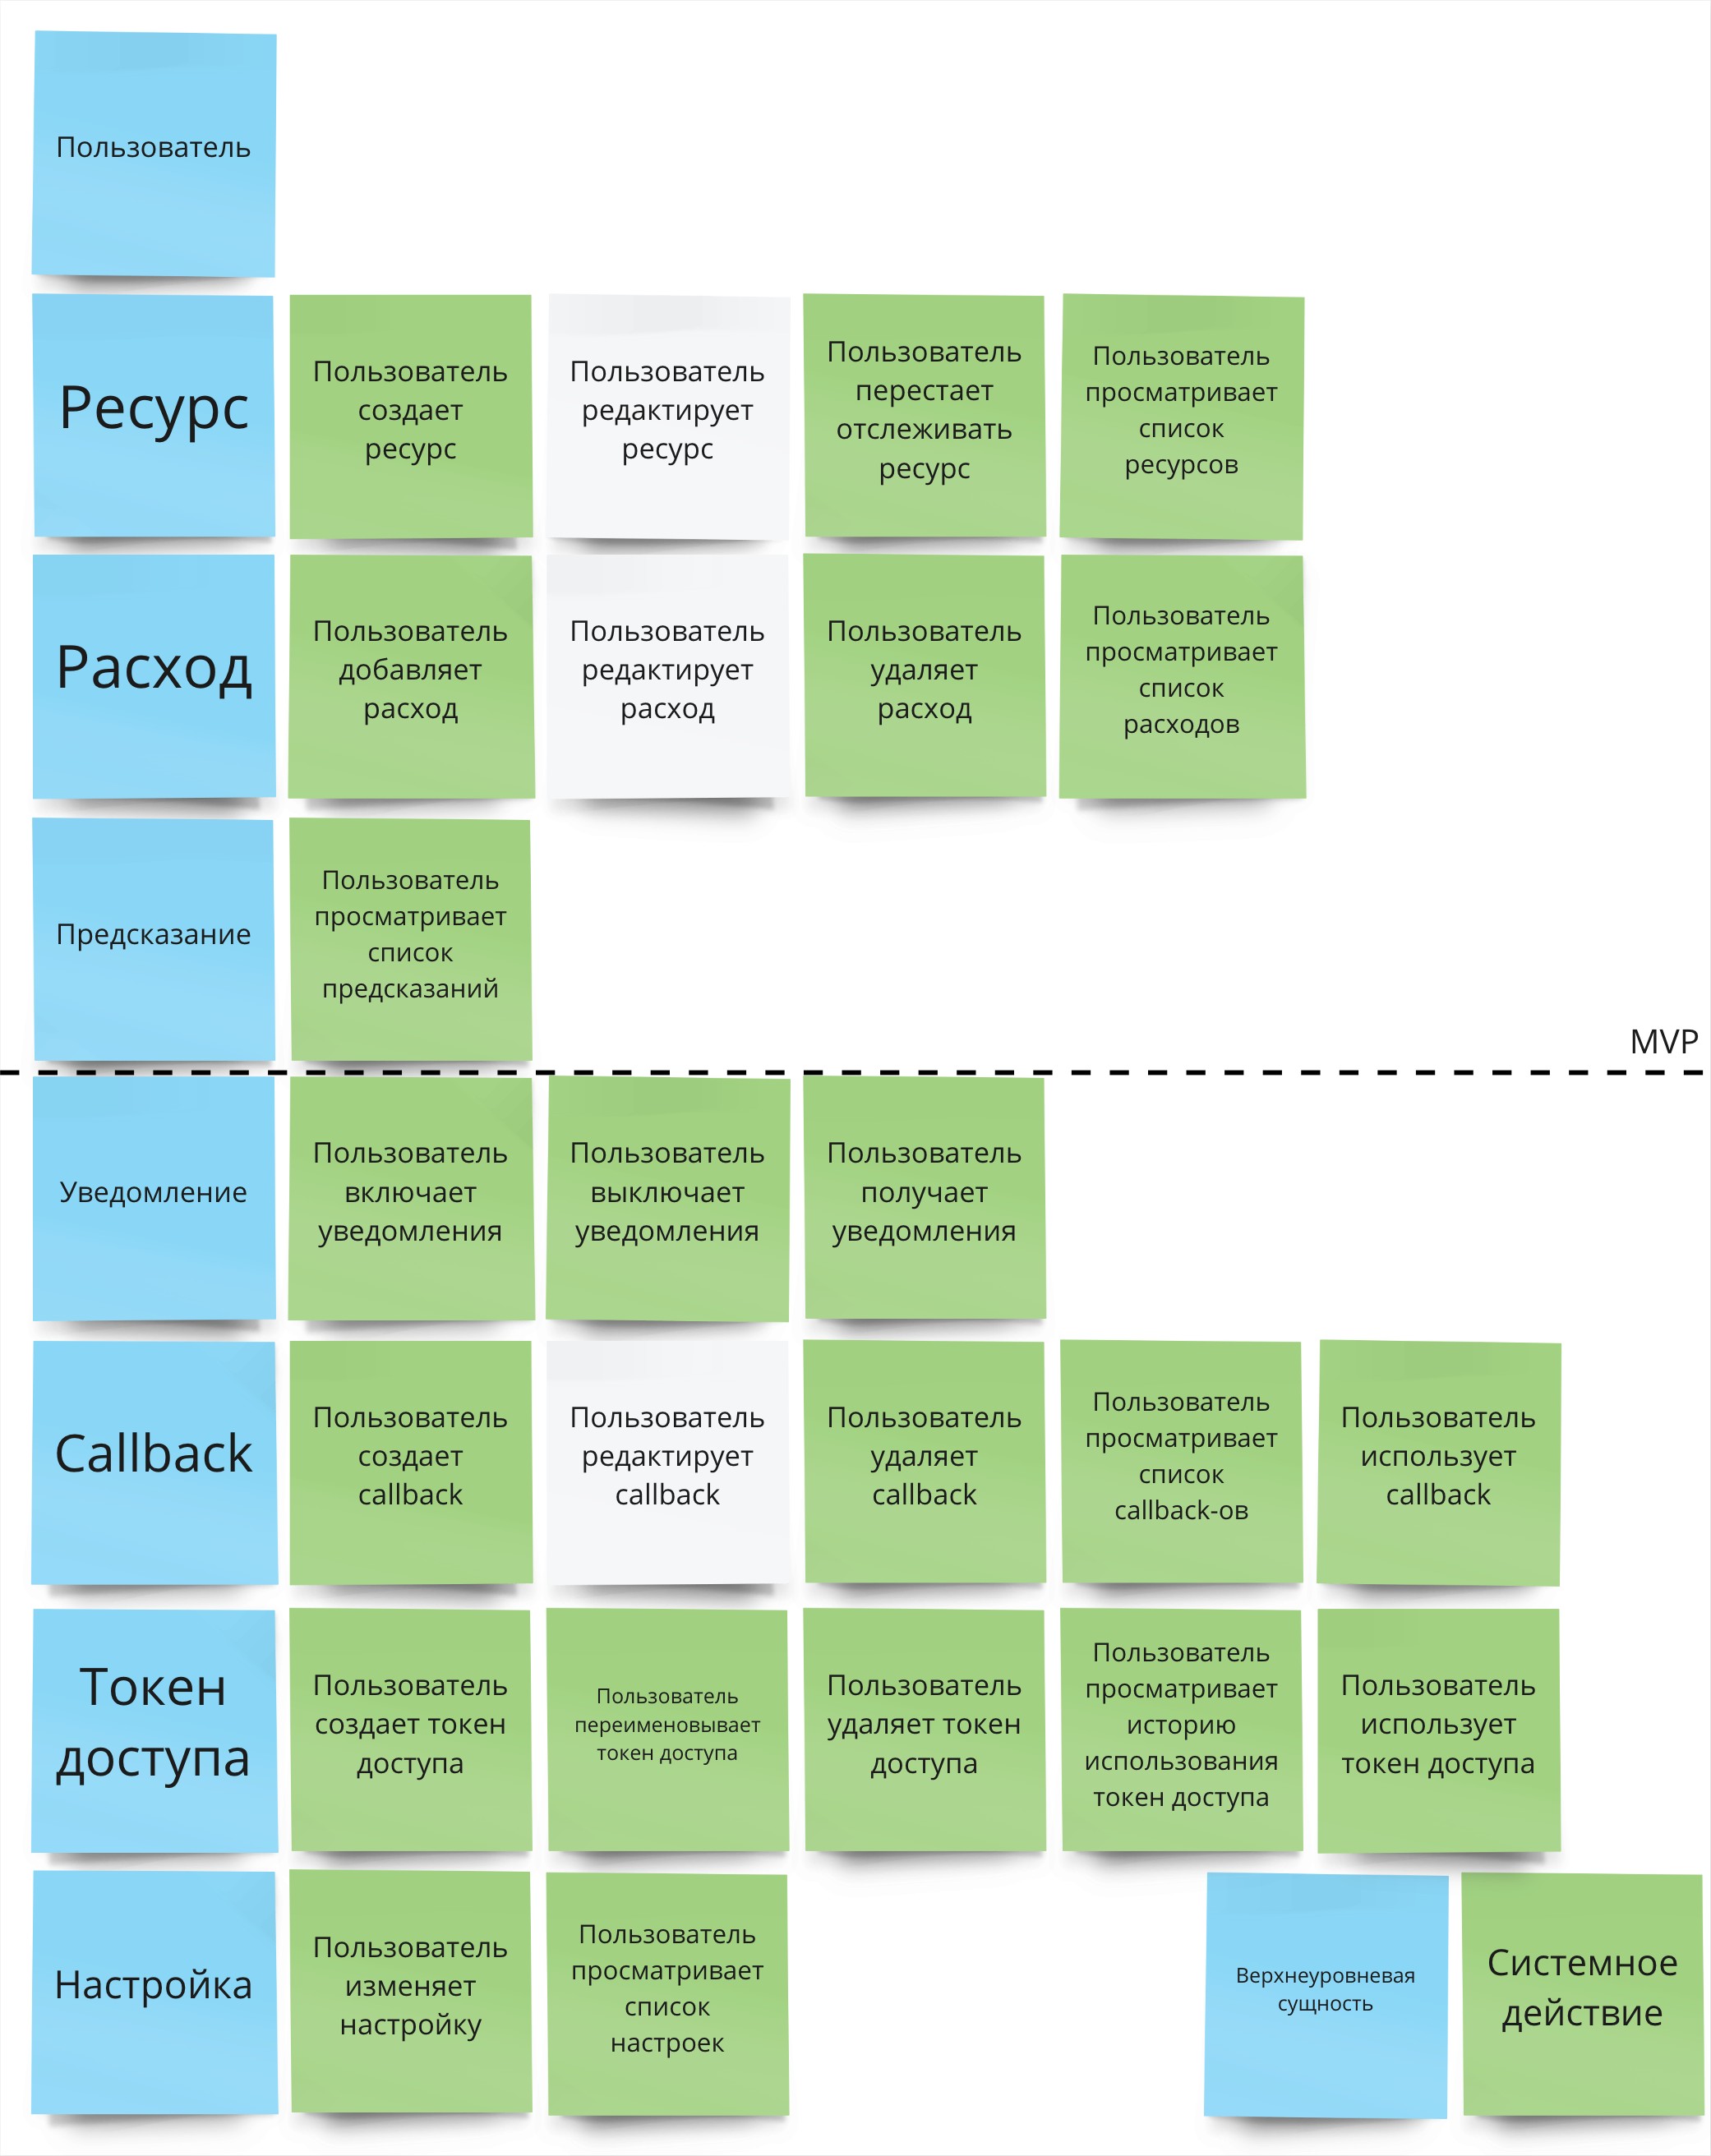 Пользователь
Ресурс
Пользователь
создает
ресурс
Пользователь
редактирует
ресурс
Пользователь
перестает
отслеживать
ресурс
Пользователь
просматривает
список
ресурсов
Расход
Пользователь
добавляет
расход
Пользователь
редактирует
расход
Пользователь
удаляет
расход
Пользователь
просматривает
список
расходов
Предсказание
Пользователь
просматривает
список
предсказаний
MVP
Уведомление
Пользователь
включает
уведомления
Пользователь
выключает
уведомления
Пользователь
получает
уведомления
Callback
Пользователь
создает
callback
Пользователь
редактирует
callback
Пользователь
удаляет
callback
Пользователь
просматривает
список
callback-ов
Пользователь
использует
callback
Токен
доступа
Пользователь
создает токен
доступа
Пользователь
переименовывает
токен доступа
Пользователь
удаляет токен
доступа
Пользователь
просматривает
историю
использования
токен доступа
Пользователь
использует
токен доступа
Настройка
Пользователь
изменяет
настройку
Пользователь
просматривает
список
настроек
Верхнеуровневая
сущность
Системное
действие